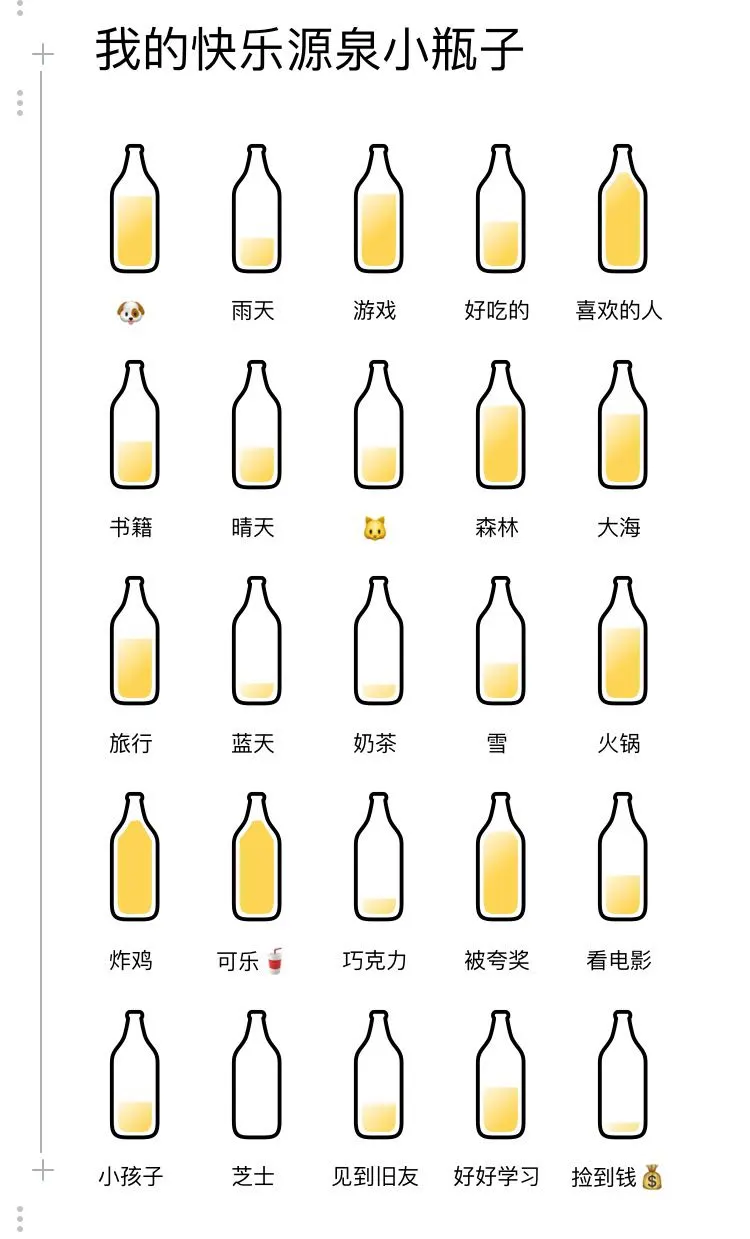 我的快乐源泉小瓶子
🐶 雨天 游戏 好吃的 喜欢的人
书籍 晴天 🐱 森林 大海
旅行 蓝天 奶茶 雪 火锅
炸鸡 可乐🥤 巧克力 被夸奖 看电影
小孩子 芝士 见到旧友 好好学习 捡到钱💰